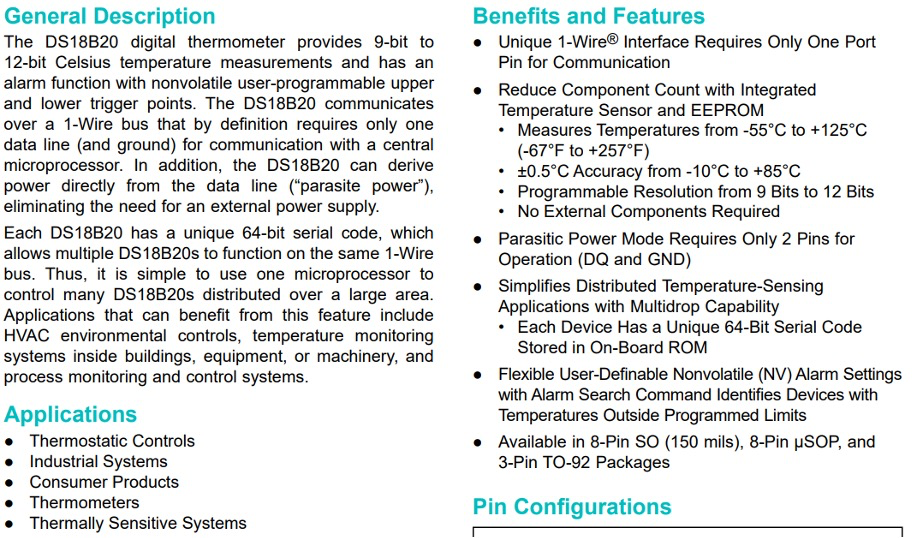 General Description
The DS18B20 digital thermometer provides 9-bit to
12-bit Celsius temperature measurements and has an
alarm function with nonvolatile user-programmable upper
and lower trigger points. The DS18B20 communicates
over a 1-Wire bus that by definition requires only one
data line (and ground) for communication with a central
microprocessor. In addition, the DS18B20 can derive
power directly from the data line (“parasite power”),
eliminating the need for an external power supply.
Each DS18B20 has a unique 64-bit serial code, which
allows multiple DS18B20s to function on the same 1-Wire
bus. Thus, it is simple to use one microprocessor to
control many DS18B20s distributed over a large area.
Applications that can benefit from this feature include
HVAC environmental controls, temperature monitoring
systems inside buildings, equipment, or machinery, and
process monitoring and control systems.
Applications
● Thermostatic Controls
● Industrial Systems
● Consumer Products
● Thermometers
● Thermally Sensitive Systems
Benefits and Features
● Unique 1-Wire® Interface Requires Only One Port
Pin for Communication
● Reduce Component Count with Integrated
Temperature Sensor and EEPROM
• Measures Temperatures from -55°C to +125°C
(-67°F to +257°F)
• ±0.5°C Accuracy from -10°C to +85°C
• Programmable Resolution from 9 Bits to 12 Bits
• No External Components Required
● Parasitic Power Mode Requires Only 2 Pins for
Operation (DQ and GND)
● Simplifies Distributed Temperature-Sensing
Applications with Multidrop Capability
• Each Device Has a Unique 64-Bit Serial Code
Stored in On-Board ROM
● Flexible User-Definable Nonvolatile (NV) Alarm Settings
with Alarm Search Command Identifies Devices with
Temperatures Outside Programmed Limits
● Available in 8-Pin SO (150 mils), 8-Pin µSOP, and
3-Pin TO-92 Packages
Pin Configurations